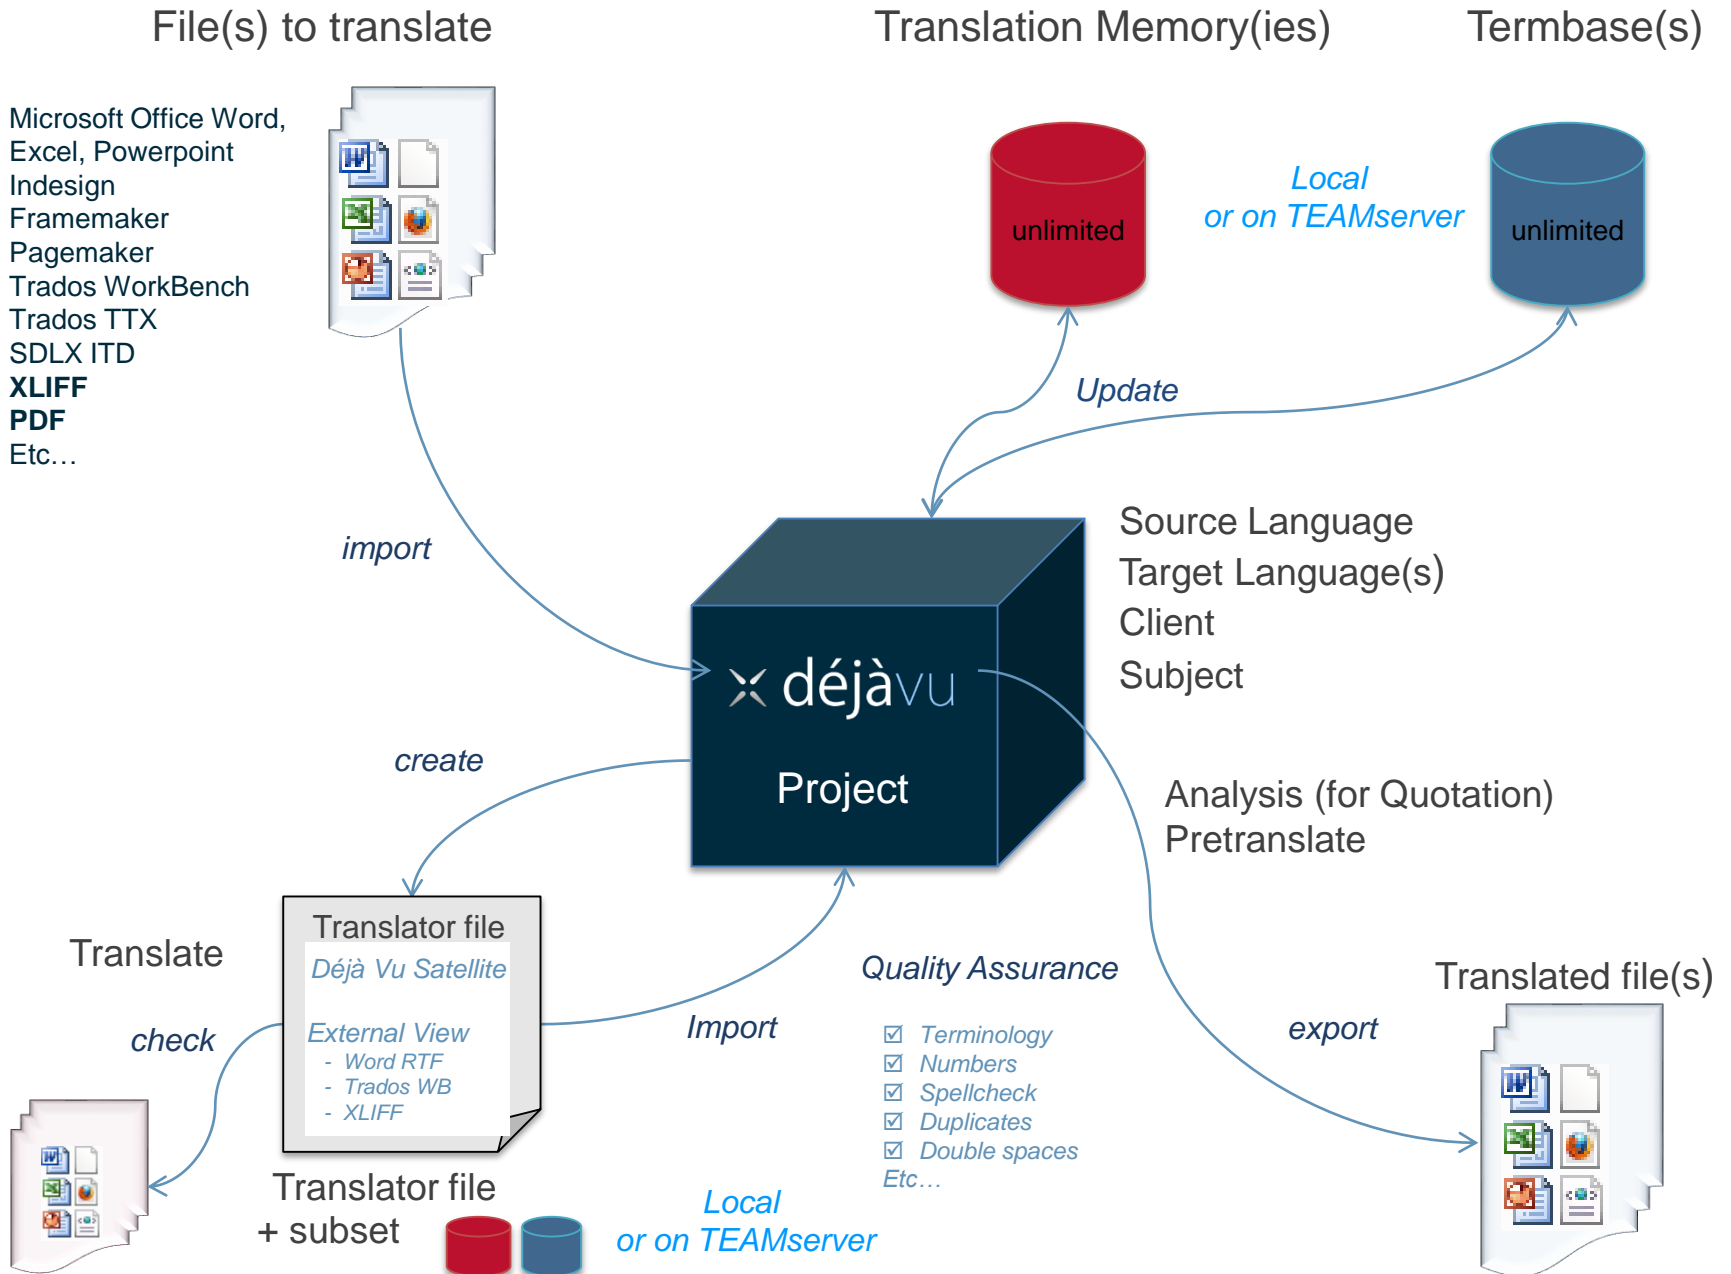 File(s) to translate
Translation Memory(ies)
Termbase(s)
Microsoft Office Word,
Excel, Powerpoint
Indesign
Framemaker
Pagemaker
Trados WorkBench
Trados TTX
SDLX ITD
XLIFF
PDF
Etc…
unlimited
Local
or on TEAMserver
unlimited
Update
import
Source Language
Target Language(s)
Client
Subject
déjàvu
Project
create
Analysis (for Quotation)
Pretranslate
Translate
Translator file
Déjà Vu Satellite
External View
- Word RTF
- Trados WB
- XLIFF
check
Import
Quality Assurance
☑ Terminology
☑ Numbers
☑ Spellcheck
☑ Duplicates
☑ Double spaces
Etc…
export
Translated file(s)
Translator file
+ subset
Local
or on TEAMserver